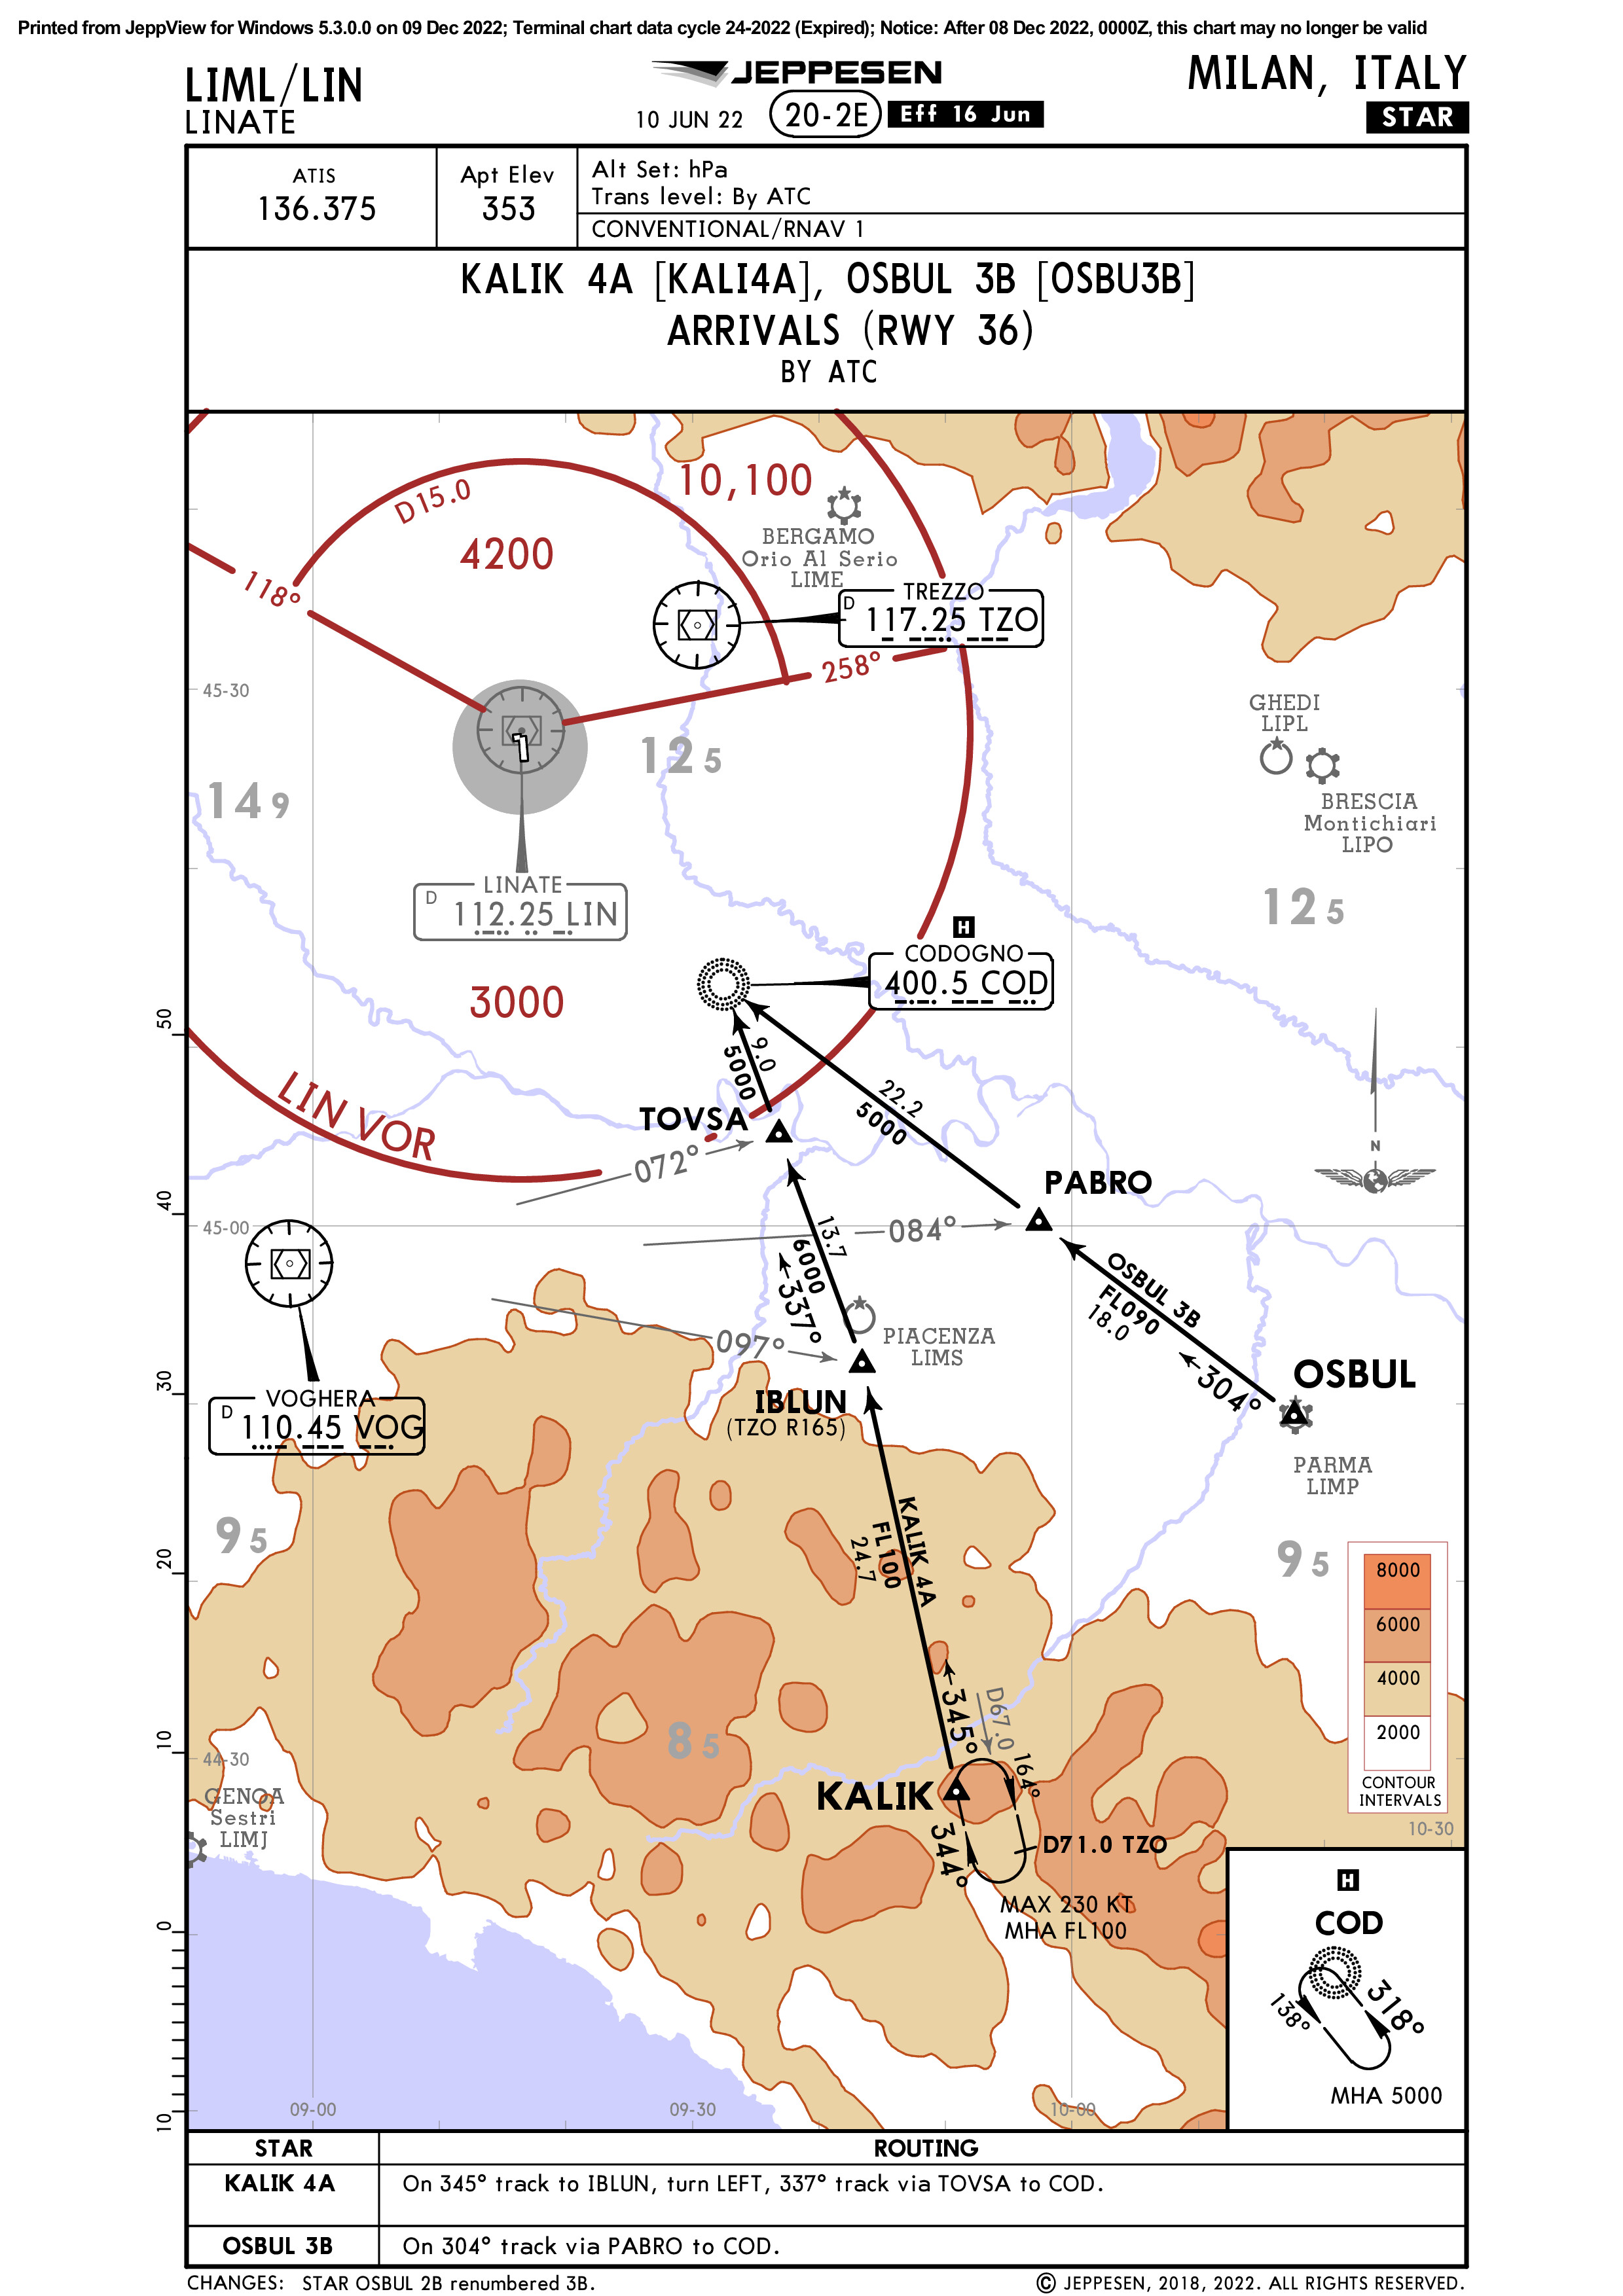 Printed from JeppView for Windows 5.3.0.0 on 09 Dec 2022; Terminal chart data cycle 24-2022 (Expired); Notice: After 08 Dec 2022, 0000Z, this chart may no longer be valid
LIML/LIN
LINATE
JEPPESEN
10 JUN 22
20-2E
Eff 16 Jun
MILAN, ITALY
STAR
ATIS
136.375
Apt Elev
353
Alt Set: hPa
Trans level: By ATC
CONVENTIONAL/RNAV 1
KALIK 4A [KALI4A], OSBUL 3B [OSBU3B]
ARRIVALS (RWY 36)
BY ATC
D15.0
10,100
4200
BERGAMO
Orio Al Serio
LIME
118°
TREZZO
D
117.25 TZO
258°
45-30
GHEDI
LIPL
125
149
BRESCIA
Montichiari
LIPO
LINATE
D
112.25 LIN
125
H
CODOGNO
400.5 COD
3000
50
9.0
5000
LIN VOR
22.2
5000
TOVSA
072°
N
PABRO
40
45-00
084°
13.7
6000
337°
OSBUL 3B
FL090
18.0
304°
097°
PIACENZA
LIMS
OSBUL
30
VOGHERA
D
110.45 VOG
IBLUN
(TZO R165)
PARMA
LIMP
95
KALIK 4A
FL100
24.7
95
20
8000
6000
4000
2000
CONTOUR
INTERVALS
345°
D67.0
85
10
44-30
164°
GENOA
Sestri
LIMJ
KALIK
10-30
344°
D71.0 TZO
MAX 230 KT
MHA FL100
0
H
COD
138°
318°
MHA 5000
10
09-00
09-30
10-00
STAR
ROUTING
KALIK 4A
On 345° track to IBLUN, turn LEFT, 337° track via TOVSA to COD.
OSBUL 3B
On 304° track via PABRO to COD.
CHANGES: STAR OSBUL 2B renumbered 3B.
© JEPPESEN, 2018, 2022. ALL RIGHTS RESERVED.